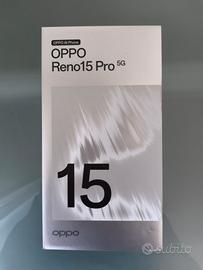 OPPO AI Phone
OPPO
Reno15 Pro 5G
15
oppo
subito